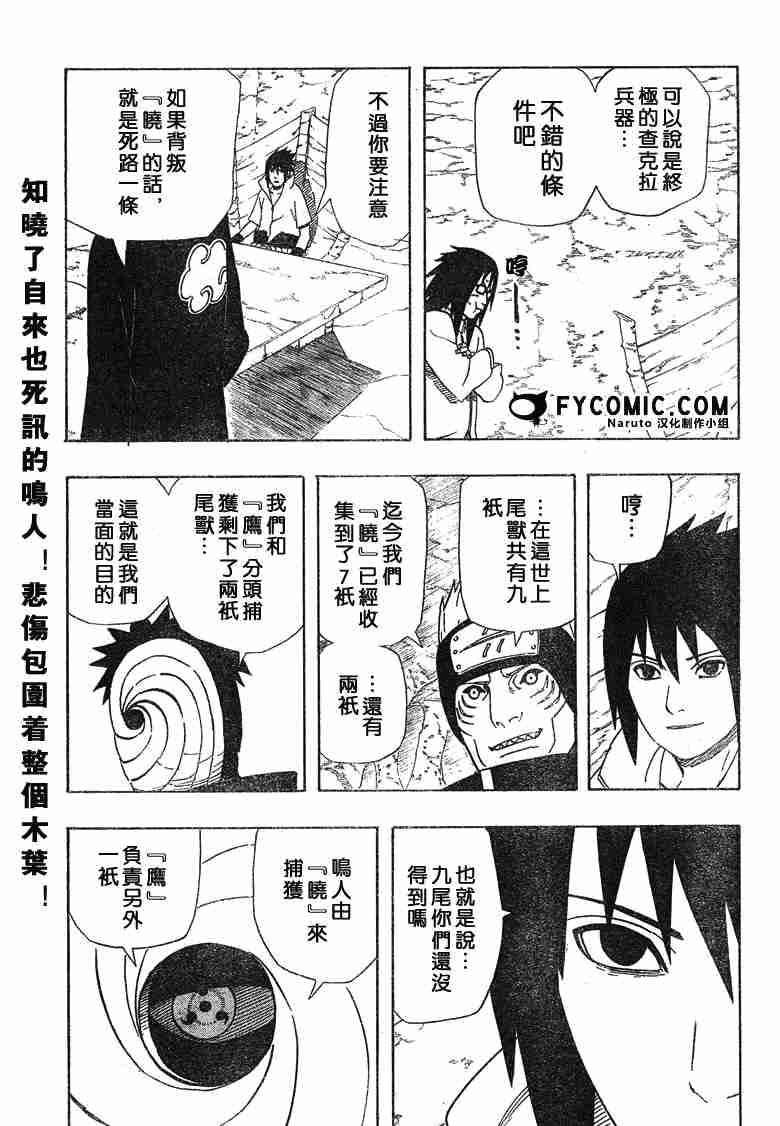 可以說是終
極的查克拉
兵器…
不錯的條
件吧
哼——…
FYCOMIC.COM
Naruto 汉化制作小组
不過你要注意
如果背叛
『曉』的話，
就是死路一條
哼…
…在這世上
尾獸共有九
祇
迄今我們
『曉』已經收
集到了7祇
…還有
兩祇
我們和
『鷹』分頭捕
獲剩下了兩祇
尾獸…
這就是我們
當面的目的
也就是說…
九尾你們還沒
得到嗎
鳴人由
『曉』來
捕獲
『鷹』
負責另外
一祇
知曉了自來也死訊的鳴人！悲傷包圍着整個木葉！